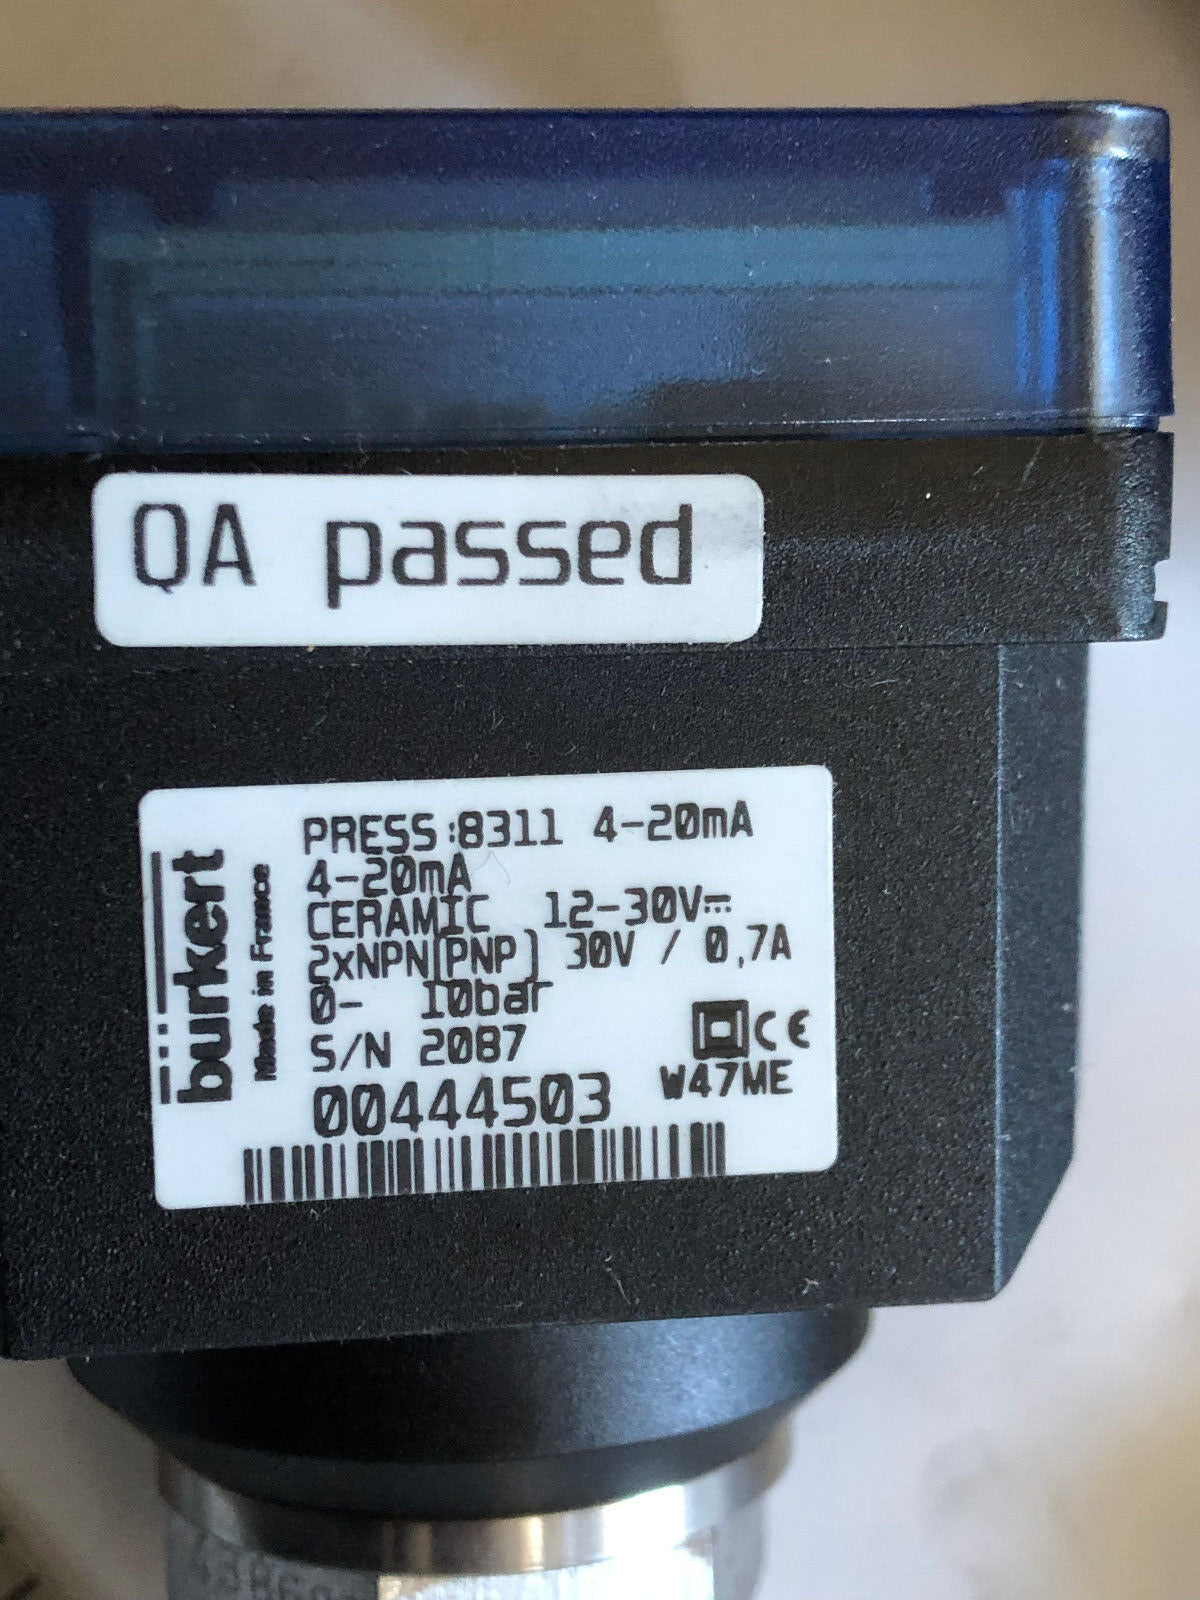 QA passed
PRESS:8311 4-20mA
4-20mA
CERAMIC 12-30V⎓
2xNPN(PNP) 30V / 0,7A
0- 10bar
S/N 2087
CE
00444503 W47ME
burkert
Made in France